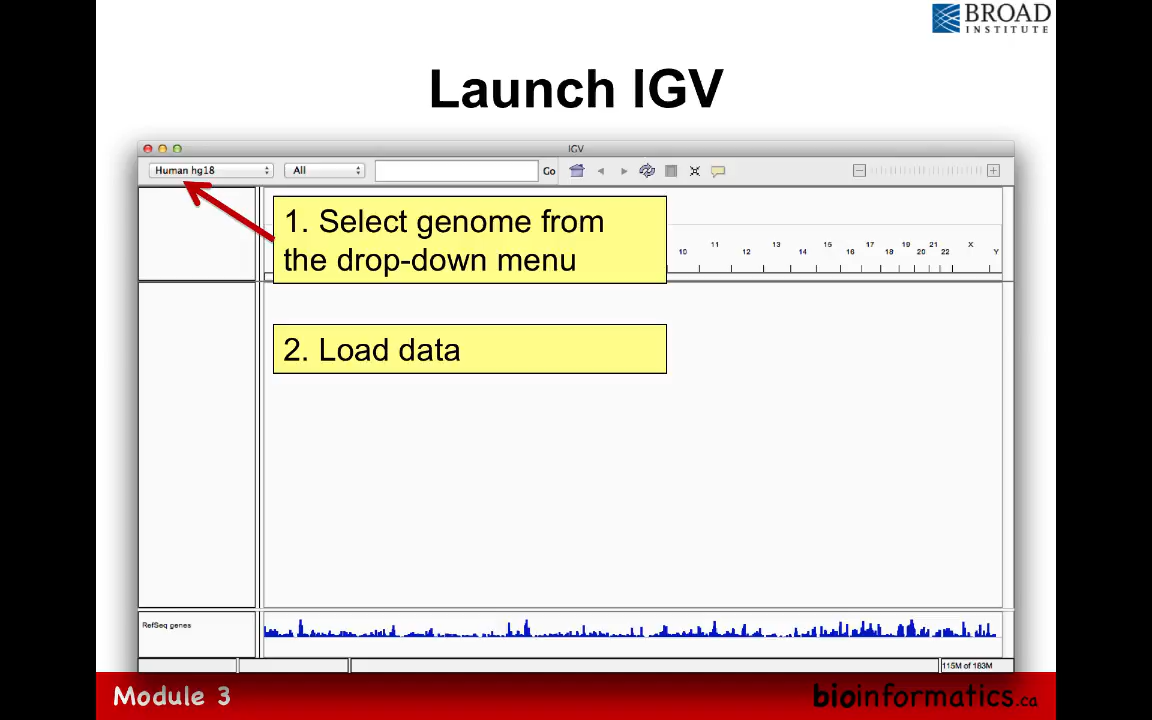 BROAD
INSTITUTE
Launch IGV
IGV
Human hg18
All
Go
1. Select genome from
the drop-down menu
10 11 12 13 14 15 16 17 18 19 20 21 22 X Y
2. Load data
RefSeq genes
115M of 183M
Module 3
bioinformatics.ca